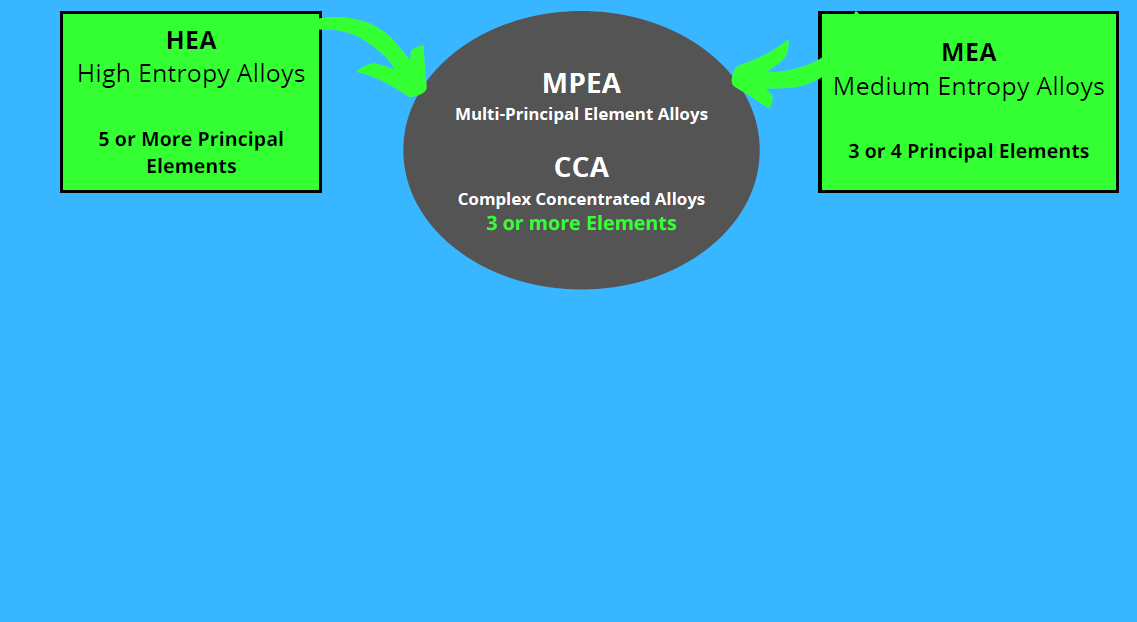 HEA
High Entropy Alloys
5 or More Principal
Elements
MPEA
Multi-Principal Element Alloys
CCA
Complex Concentrated Alloys
3 or more Elements
MEA
Medium Entropy Alloys
3 or 4 Principal Elements